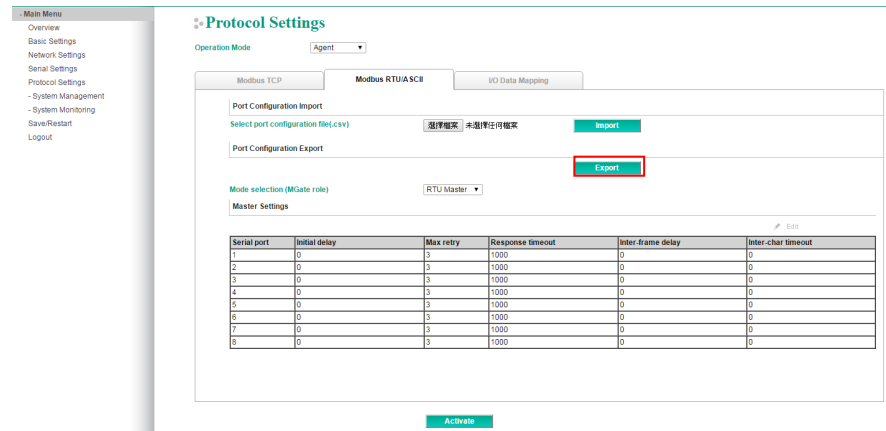 - Main Menu
Overview
Basic Settings
Network Settings
Serial Settings
Protocol Settings
- System Management
- System Monitoring
Save/Restart
Logout
Protocol Settings
Operation Mode Agent
Modbus TCP Modbus RTU/ASCII I/O Data Mapping
Port Configuration Import
Select port configuration file(.csv) 選擇檔案 未選擇任何檔案 Import
Port Configuration Export
Export
Mode selection (MGate role) RTU Master
Master Settings
Edit
Serial port Initial delay Max retry Response timeout Inter-frame delay Inter-char timeout
1 0 3 1000 0 0
2 0 3 1000 0 0
3 0 3 1000 0 0
4 0 3 1000 0 0
5 0 3 1000 0 0
6 0 3 1000 0 0
7 0 3 1000 0 0
8 0 3 1000 0 0
Activate